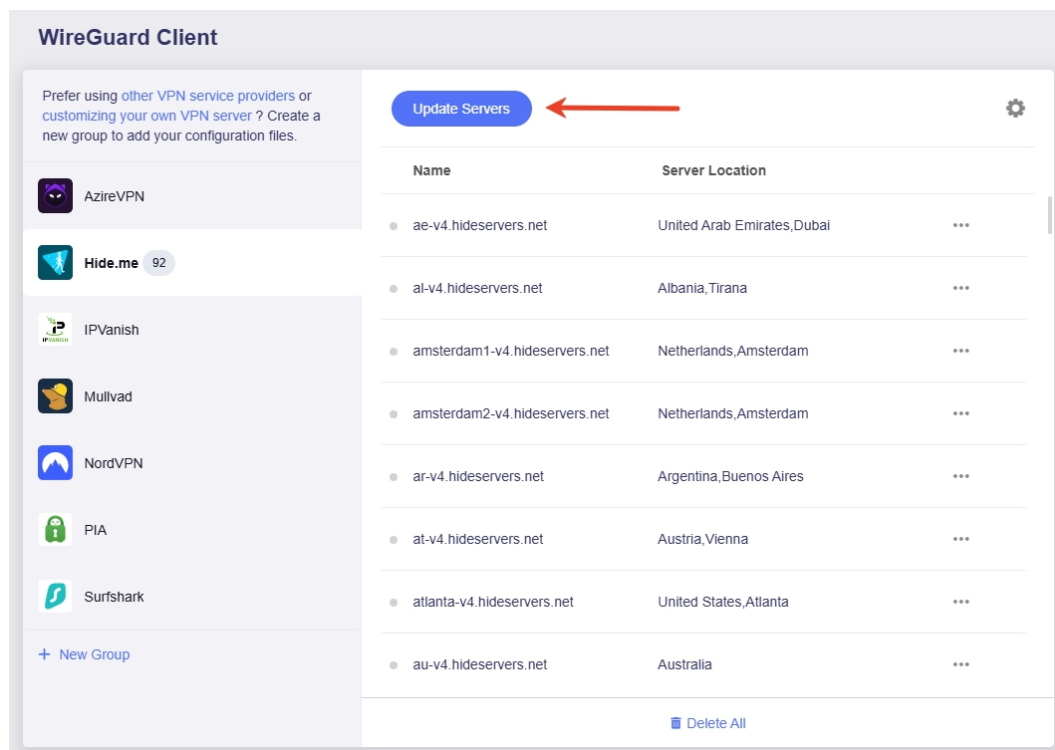 WireGuard Client
Prefer using other VPN service providers or
customizing your own VPN server ? Create a
new group to add your configuration files.
AzireVPN
Hide.me 92
IPVanish
IP
IPVANISH
Mullvad
NordVPN
PIA
Surfshark
+ New Group
Update Servers
Name Server Location
ae-v4.hideservers.net United Arab Emirates,Dubai
al-v4.hideservers.net Albania,Tirana
amsterdam1-v4.hideservers.net Netherlands,Amsterdam
amsterdam2-v4.hideservers.net Netherlands,Amsterdam
ar-v4.hideservers.net Argentina,Buenos Aires
at-v4.hideservers.net Austria,Vienna
atlanta-v4.hideservers.net United States,Atlanta
au-v4.hideservers.net Australia
Delete All